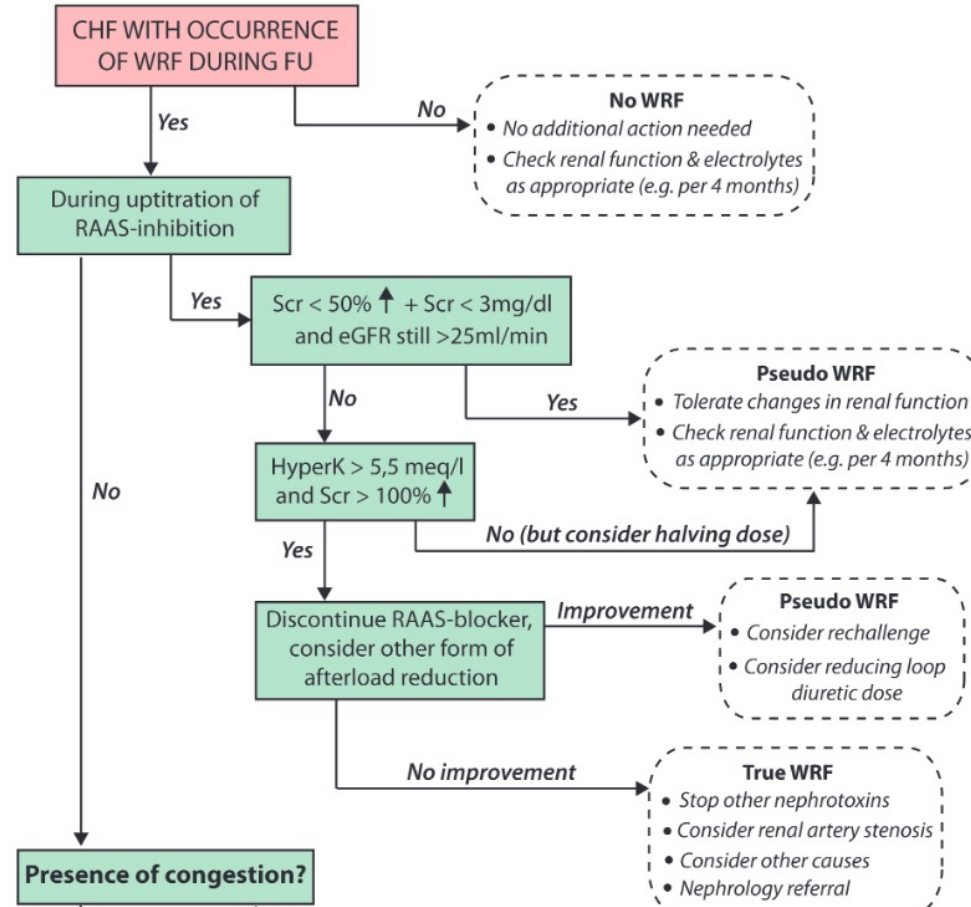 CHF WITH OCCURRENCE
OF WRF DURING FU
No
No WRF
• No additional action needed
• Check renal function & electrolytes
as appropriate (e.g. per 4 months)
Yes
During uptitration of
RAAS-inhibition
Yes
Scr < 50% ↑ + Scr < 3mg/dl
and eGFR still >25ml/min
No
Yes
Pseudo WRF
• Tolerate changes in renal function
• Check renal function & electrolytes
as appropriate (e.g. per 4 months)
No
HyperK > 5,5 meq/l
and Scr > 100% ↑
Yes
No (but consider halving dose)
Discontinue RAAS-blocker,
consider other form of
afterload reduction
Improvement
Pseudo WRF
• Consider rechallenge
• Consider reducing loop
diuretic dose
No improvement
True WRF
• Stop other nephrotoxins
• Consider renal artery stenosis
• Consider other causes
• Nephrology referral
Presence of congestion?